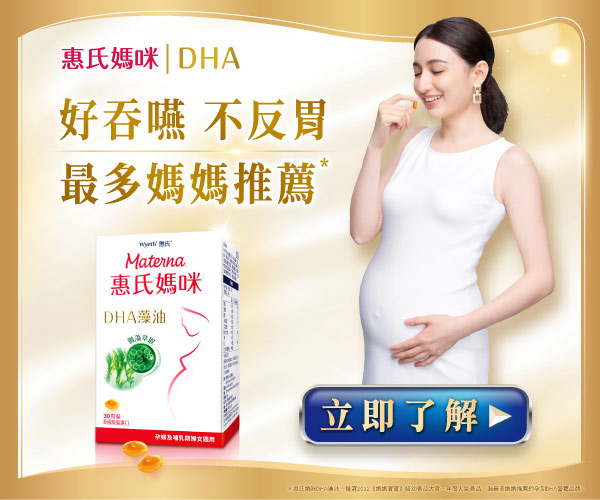 惠氏媽咪 | DHA
好吞嚥 不反胃
最多媽媽推薦*
Wyeth® 惠氏®
Materna
惠氏媽咪
DHA藻油
30粒裝
孕婦及哺乳期婦女適用
立即了解